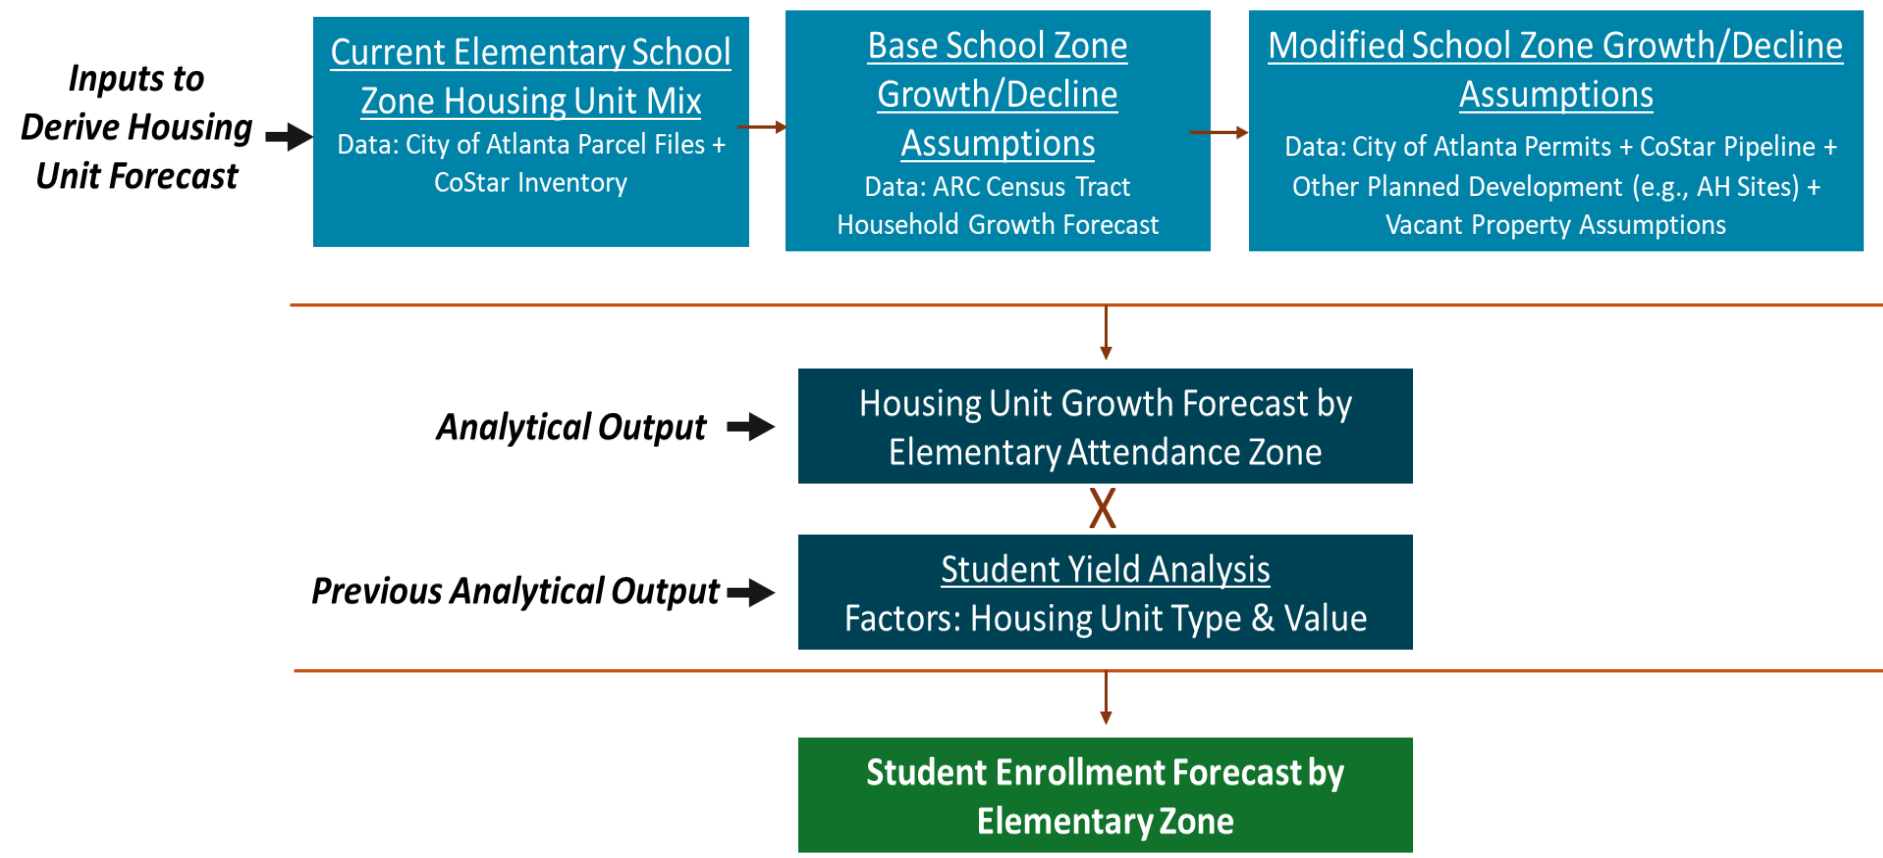 Inputs to
Derive Housing
Unit Forecast
Current Elementary School
Zone Housing Unit Mix
Data: City of Atlanta Parcel Files +
CoStar Inventory
Base School Zone
Growth/Decline
Assumptions
Data: ARC Census Tract
Household Growth Forecast
Modified School Zone Growth/Decline
Assumptions
Data: City of Atlanta Permits + CoStar Pipeline +
Other Planned Development (e.g., AH Sites) +
Vacant Property Assumptions
Analytical Output
Housing Unit Growth Forecast by
Elementary Attendance Zone
X
Previous Analytical Output
Student Yield Analysis
Factors: Housing Unit Type & Value
Student Enrollment Forecast by
Elementary Zone